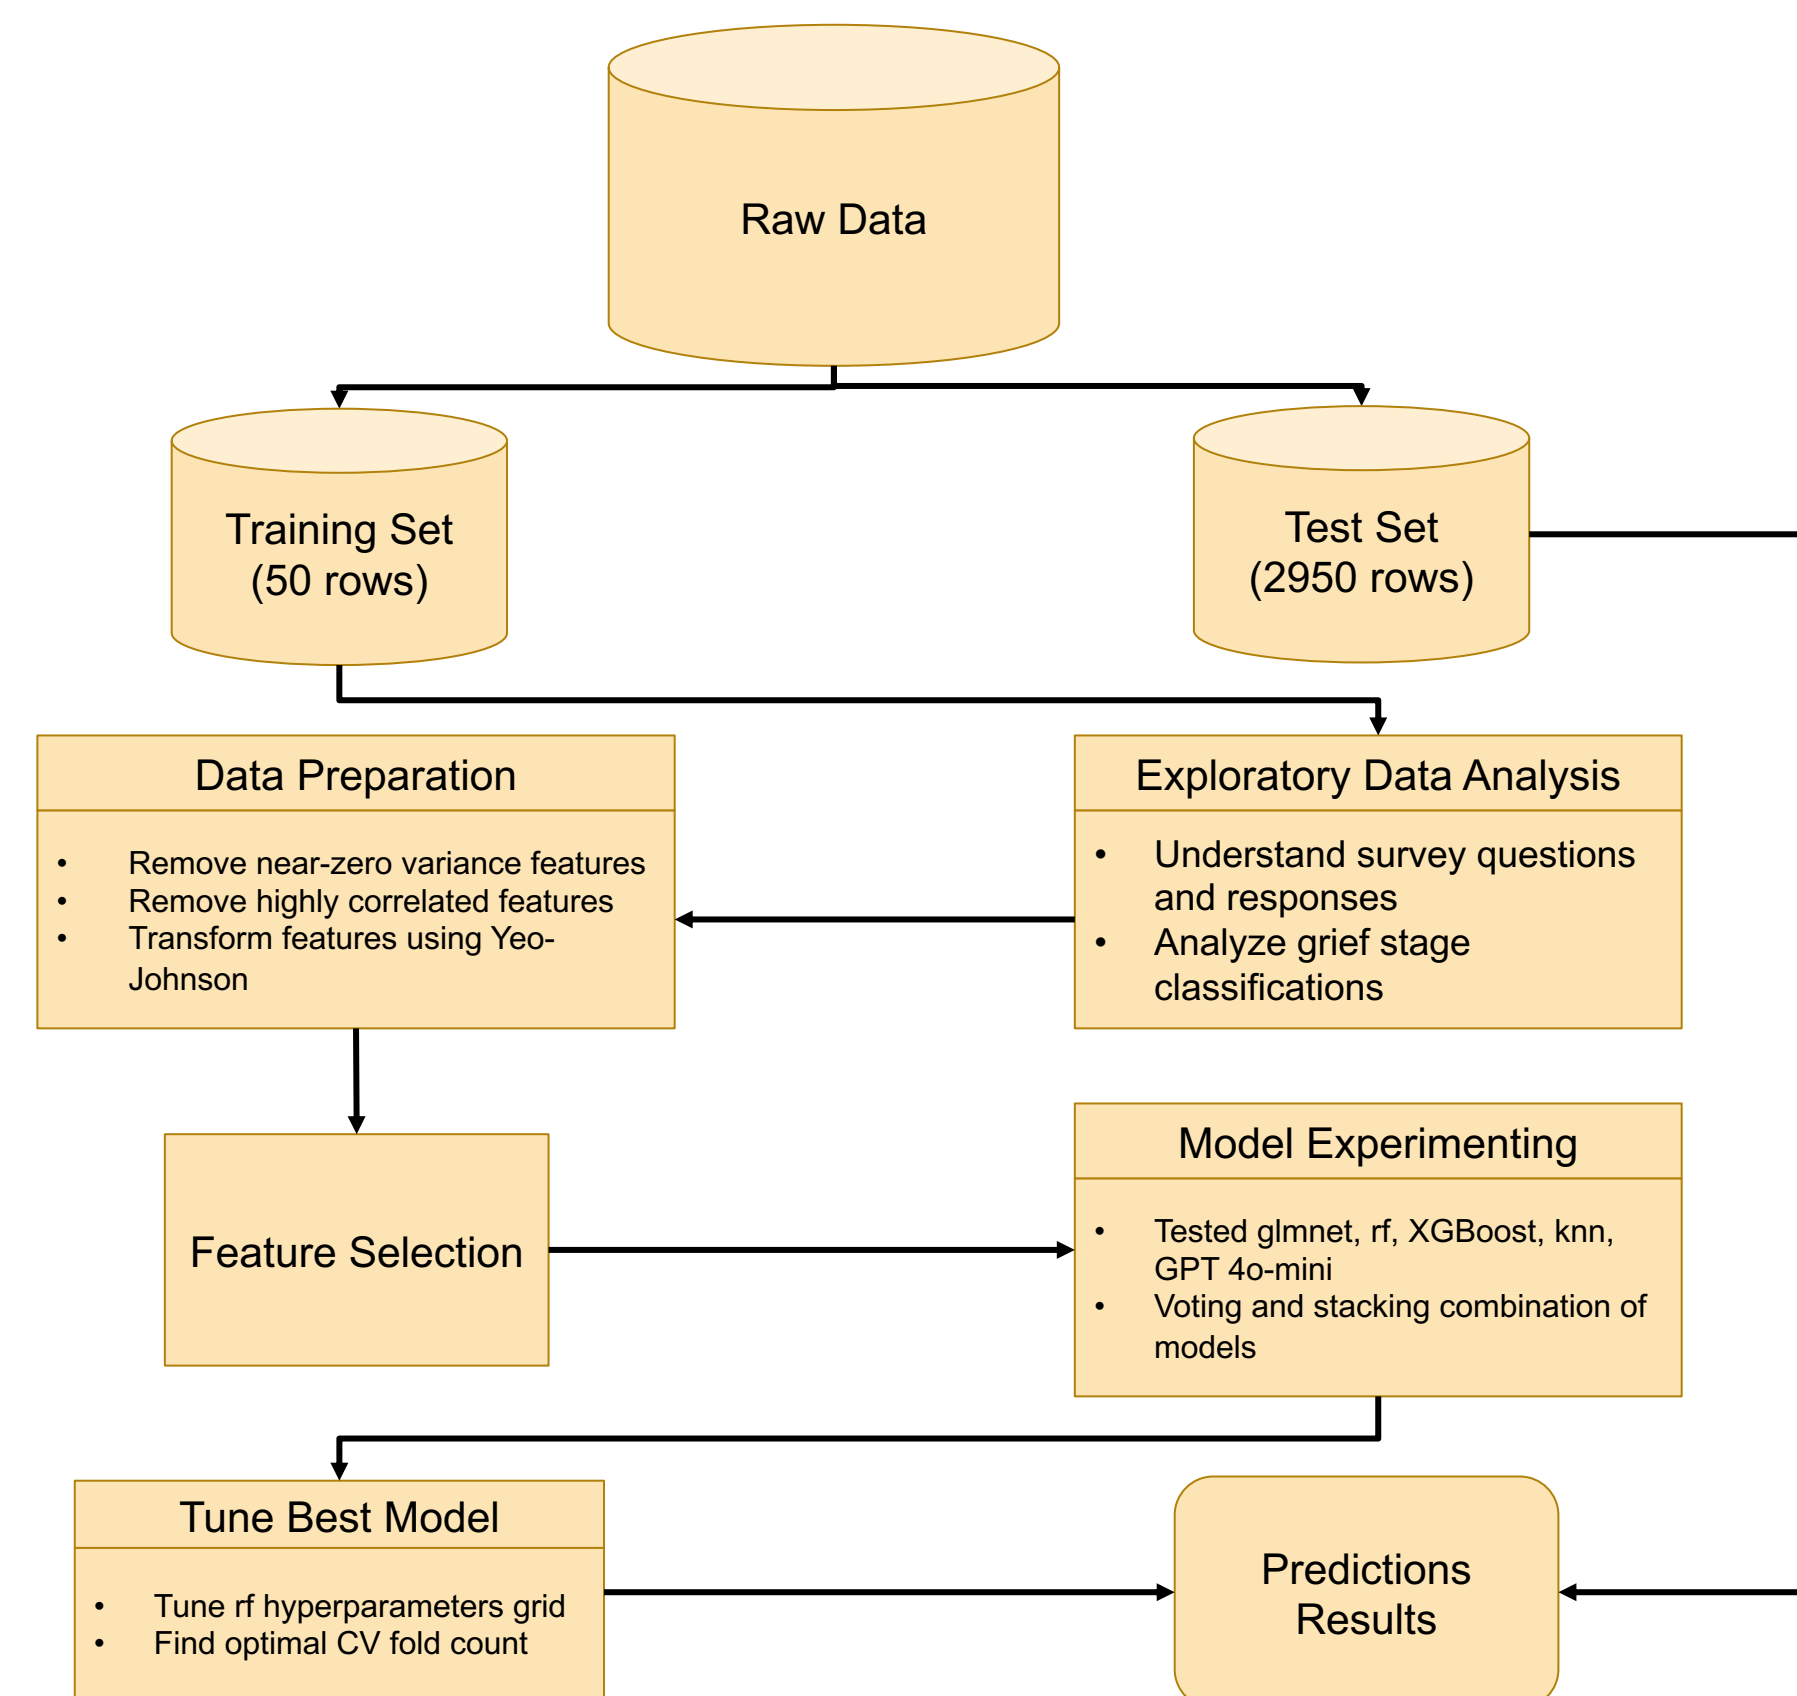 Raw Data
Training Set
(50 rows)
Test Set
(2950 rows)
Data Preparation
• Remove near-zero variance features
• Remove highly correlated features
• Transform features using Yeo-
Johnson
Exploratory Data Analysis
• Understand survey questions
and responses
• Analyze grief stage
classifications
Feature Selection
Model Experimenting
• Tested glmnet, rf, XGBoost, knn,
GPT 4o-mini
• Voting and stacking combination of
models
Tune Best Model
• Tune rf hyperparameters grid
• Find optimal CV fold count
Predictions
Results